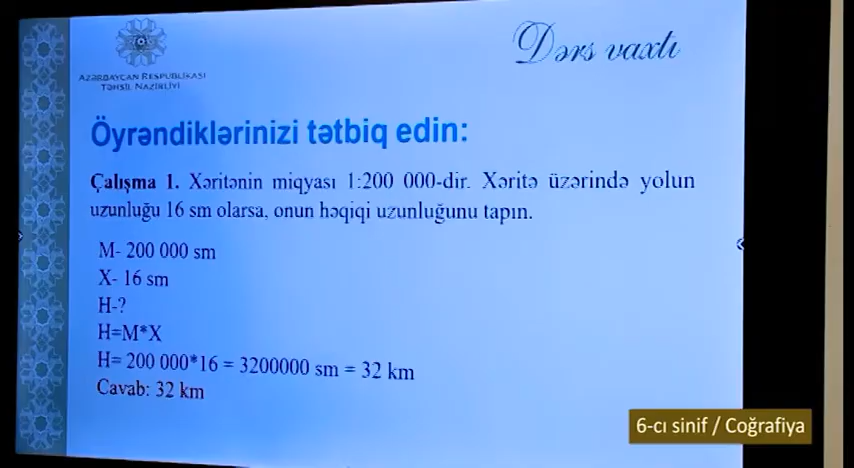 AZƏRBAYCAN RESPUBLİKASI
TƏHSİL NAZİRLİYİ
Dərs vaxtı
Öyrəndiklərinizi tətbiq edin:
Çalışma 1. Xəritənin miqyası 1:200 000-dir. Xəritə üzərində yolun
uzunluğu 16 sm olarsa, onun həqiqi uzunluğunu tapın.
M- 200 000 sm
X- 16 sm
H-?
H=M*X
H= 200 000*16 = 3200000 sm = 32 km
Cavab: 32 km
6-cı sinif / Coğrafiya